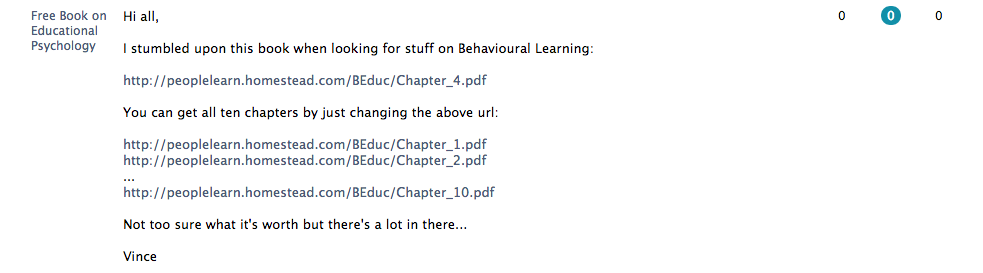 Free Book on
Educational
Psychology
Hi all,
I stumbled upon this book when looking for stuff on Behavioural Learning:
http://peoplelearn.homestead.com/BEduc/Chapter_4.pdf
You can get all ten chapters by just changing the above url:
http://peoplelearn.homestead.com/BEduc/Chapter_1.pdf
http://peoplelearn.homestead.com/BEduc/Chapter_2.pdf
...
http://peoplelearn.homestead.com/BEduc/Chapter_10.pdf
Not too sure what it's worth but there's a lot in there...
Vince
0 0 0